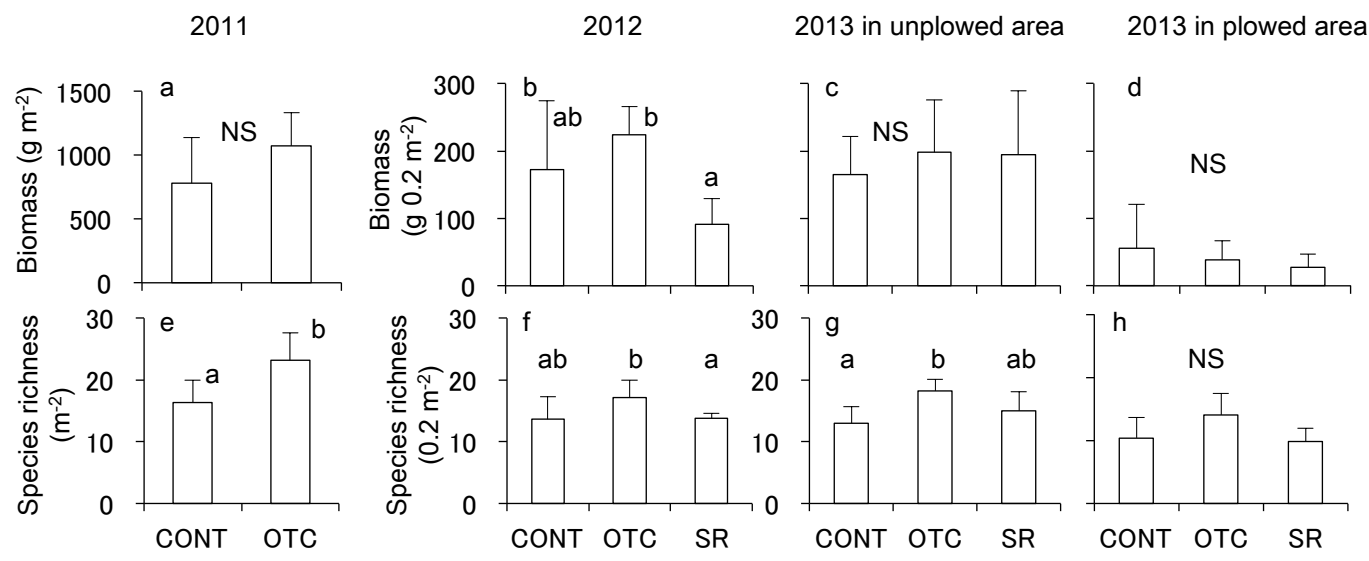 2011
2012
2013 in unplowed area
2013 in plowed area
Biomass (g m⁻²)
1500
1000
500
0
a
NS
Biomass
(g 0.2 m⁻²)
300
200
100
0
b
ab
b
a
c
NS
d
NS
Species richness
(m⁻²)
30
20
10
0
e
a
b
CONT
OTC
Species richness
(0.2 m⁻²)
30
20
10
0
f
ab
b
a
CONT
OTC
SR
30
20
10
0
g
a
b
ab
CONT
OTC
SR
h
NS
CONT
OTC
SR